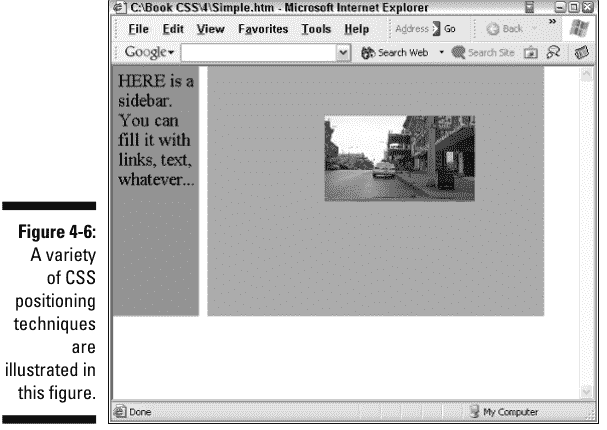 C:\Book CSS\4\Simple.htm - Microsoft Internet Explorer
File Edit View Favorites Tools Help Address Go Back »
Google Search Web Search Site
HERE is a
sidebar.
You can
fill it with
links, text,
whatever...
Figure 4-6:
A variety
of CSS
positioning
techniques
are
illustrated in
this figure.
Done My Computer